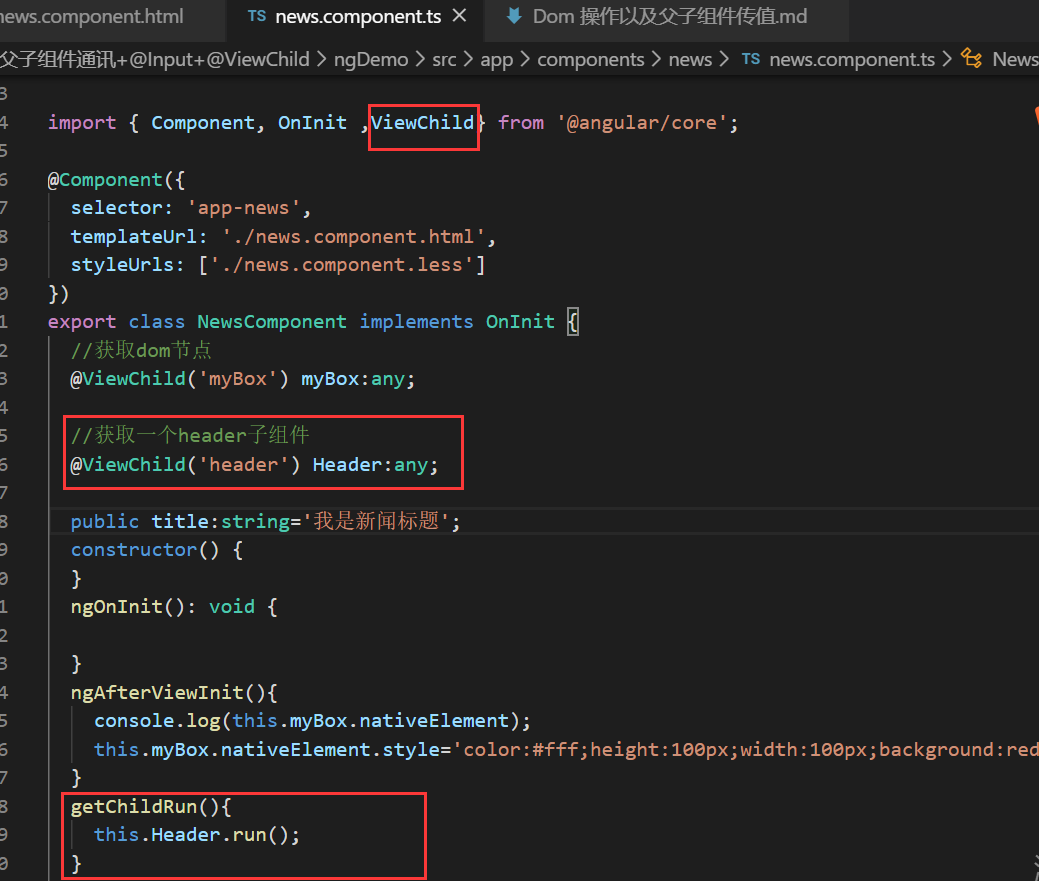 news.component.html TS news.component.ts × Dom 操作以及父子组件传值.md
父子组件通讯+@Input+@ViewChild > ngDemo > src > app > components > news > TS news.component.ts > News
3
4 import { Component, OnInit ,ViewChild} from '@angular/core';
5
6 @Component({
7 selector: 'app-news',
8 templateUrl: './news.component.html',
9 styleUrls: ['./news.component.less']
0 })
1 export class NewsComponent implements OnInit {
2 //获取dom节点
3 @ViewChild('myBox') myBox:any;
4
5 //获取一个header子组件
6 @ViewChild('header') Header:any;
7
8 public title:string='我是新闻标题';
9 constructor() {
0 }
1 ngOnInit(): void {
2
3 }
4 ngAfterViewInit(){
5 console.log(this.myBox.nativeElement);
6 this.myBox.nativeElement.style='color:#fff;height:100px;width:100px;background:red
7 }
8 getChildRun(){
9 this.Header.run();
0 }